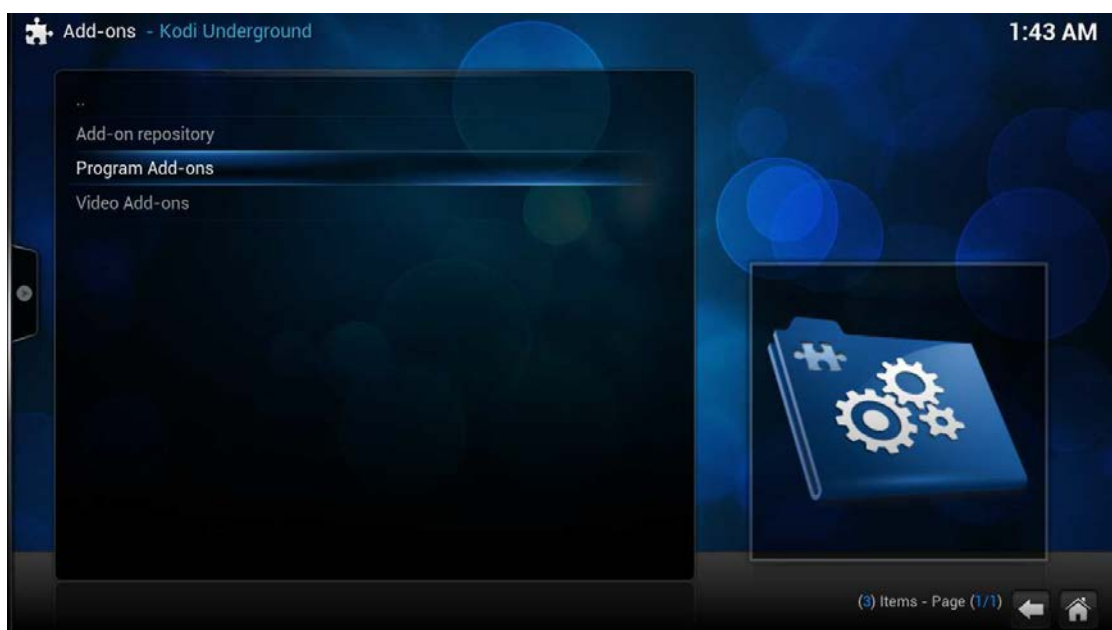 Add-ons - Kodi Underground
1:43 AM
..
Add-on repository
Program Add-ons
Video Add-ons
(3) Items - Page (1/1)